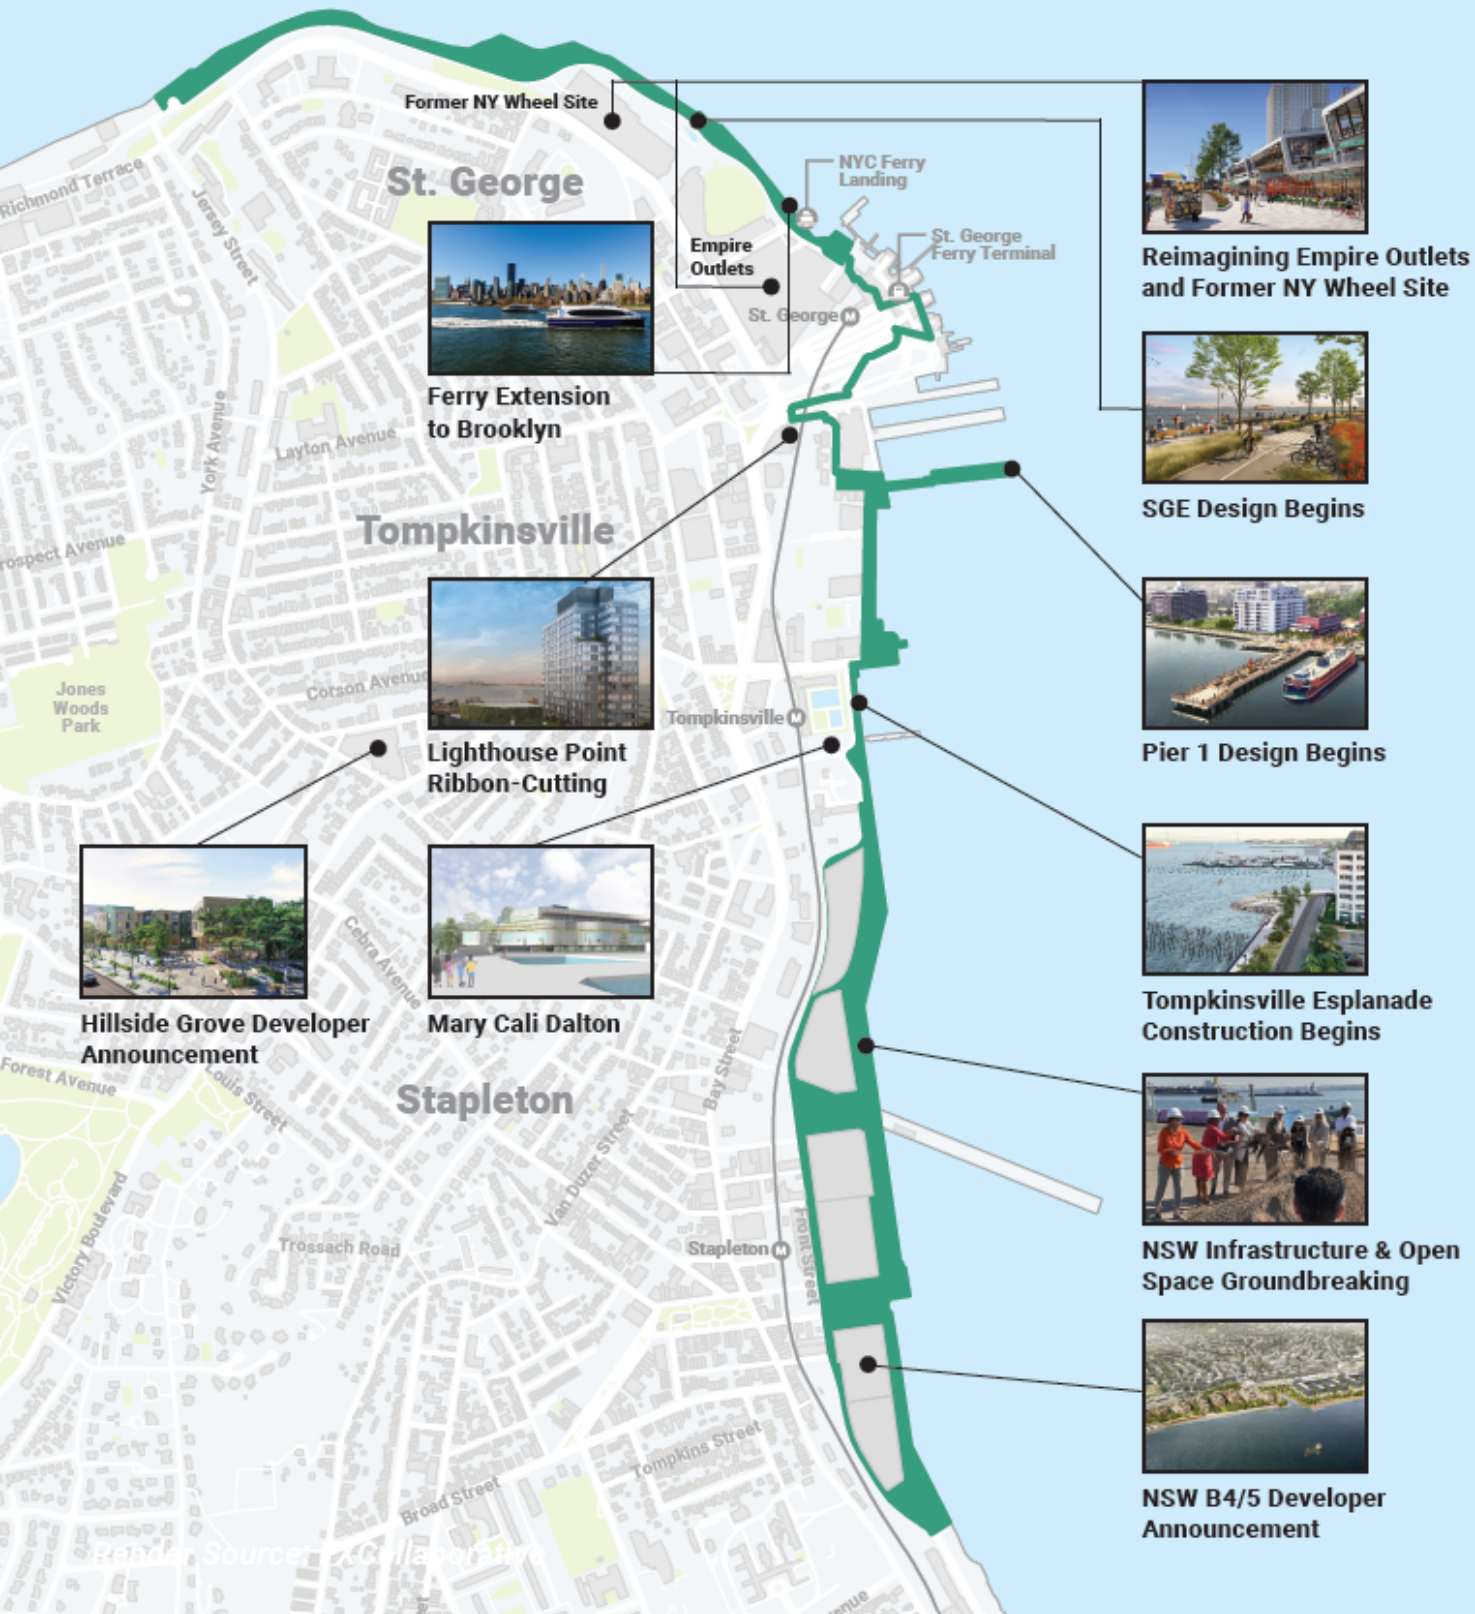 Former NY Wheel Site
Richmond Terrace
Jersey Street
St. George
NYC Ferry
Landing
St. George
Ferry Terminal
Empire
Outlets
St. George M
Reimagining Empire Outlets
and Former NY Wheel Site
Ferry Extension
to Brooklyn
York Avenue
Layton Avenue
SGE Design Begins
Tompkinsville
rospect Avenue
Jones
Woods
Park
Corson Avenue
Tompkinsville M
Lighthouse Point
Ribbon-Cutting
Pier 1 Design Begins
Cebra Avenue
Hillside Grove Developer
Announcement
Mary Cali Dalton
Tompkinsville Esplanade
Construction Begins
Forest Avenue
Louis Street
Stapleton
Bay Street
Van Duzer Street
Victory Boulevard
Trossach Road
Stapleton M
Front Street
NSW Infrastructure & Open
Space Groundbreaking
Tompkins Street
Broad Street
NSW B4/5 Developer
Announcement
Render Source: